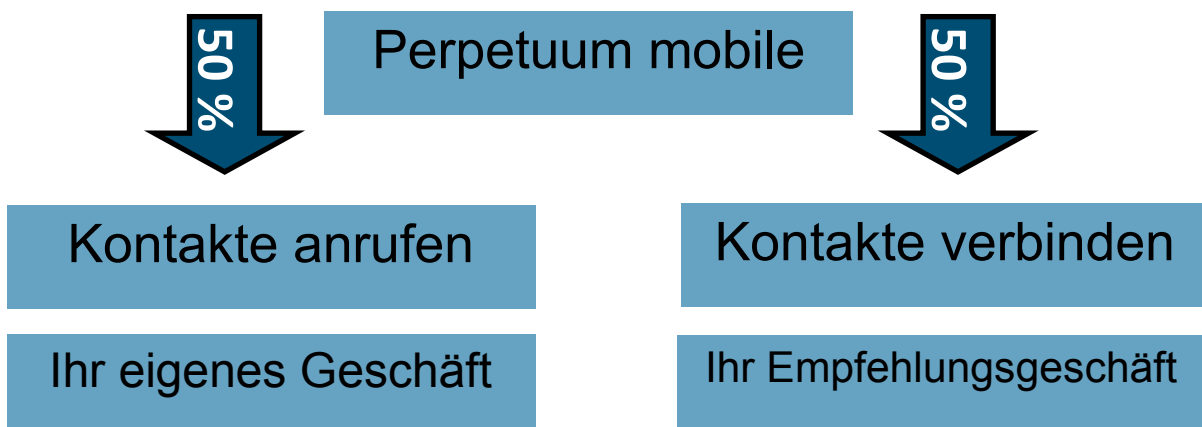 50 %
Perpetuum mobile
50 %
Kontakte anrufen
Kontakte verbinden
Ihr eigenes Geschäft
Ihr Empfehlungsgeschäft